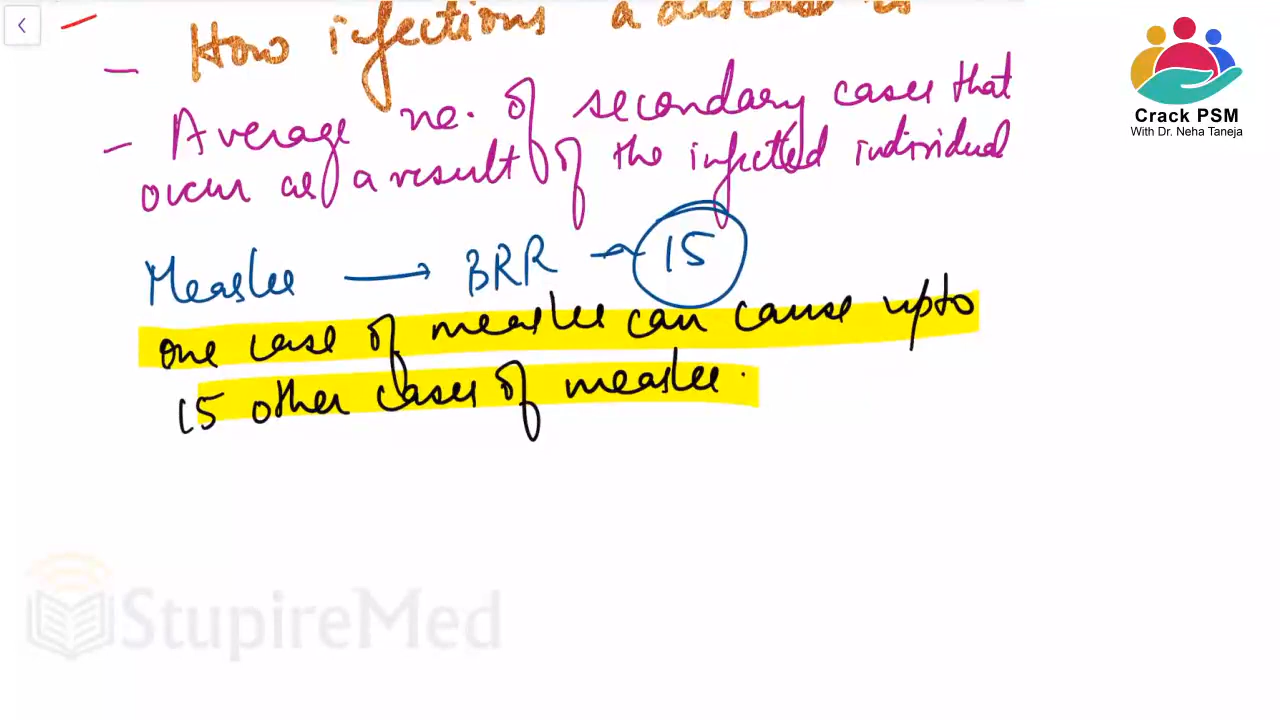 - How infectious a disease is
- Average no. of secondary cases that
occur as a result of the infected individual
Measles → BRR → 15
one case of measles can cause upto
15 other cases of measles.
Crack PSM
With Dr. Neha Taneja
StupireMed